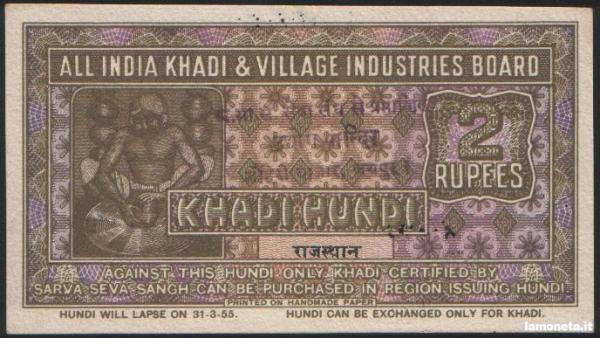 ALL INDIA KHADI & VILLAGE INDUSTRIES BOARD
2
RUPEES
KHADI HUNDI
राजस्थान
AGAINST THIS HUNDI ONLY KHADI CERTIFIED BY
SARVA SEVA SANGH CAN BE PURCHASED IN REGION ISSUING HUNDI
PRINTED ON HANDMADE PAPER
HUNDI WILL LAPSE ON 31-3-55. HUNDI CAN BE EXCHANGED ONLY FOR KHADI.
lamoneta.it